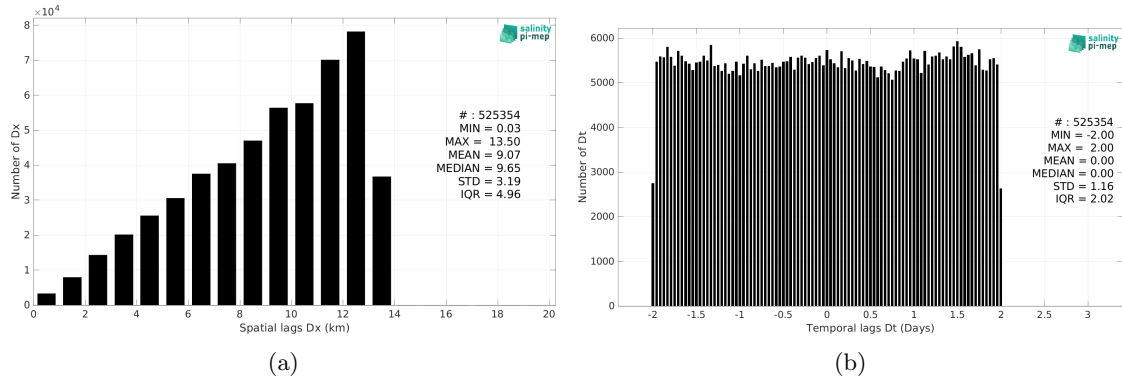 ×10⁴
8
7
6
5
4
3
2
1
0
Number of Dx
salinity
pi-mep
# : 525354
MIN = 0.03
MAX = 13.50
MEAN = 9.07
MEDIAN = 9.65
STD = 3.19
IQR = 4.96
0 2 4 6 8 10 12 14 16 18 20
Spatial lags Dx (km)
(a)
6000
5000
4000
3000
2000
1000
0
Number of Dt
salinity
pi-mep
# : 525354
MIN = -2.00
MAX = 2.00
MEAN = 0.00
MEDIAN = 0.00
STD = 1.16
IQR = 2.02
-2 -1.5 -1 -0.5 0 0.5 1 1.5 2 2.5 3
Temporal lags Dt (Days)
(b)